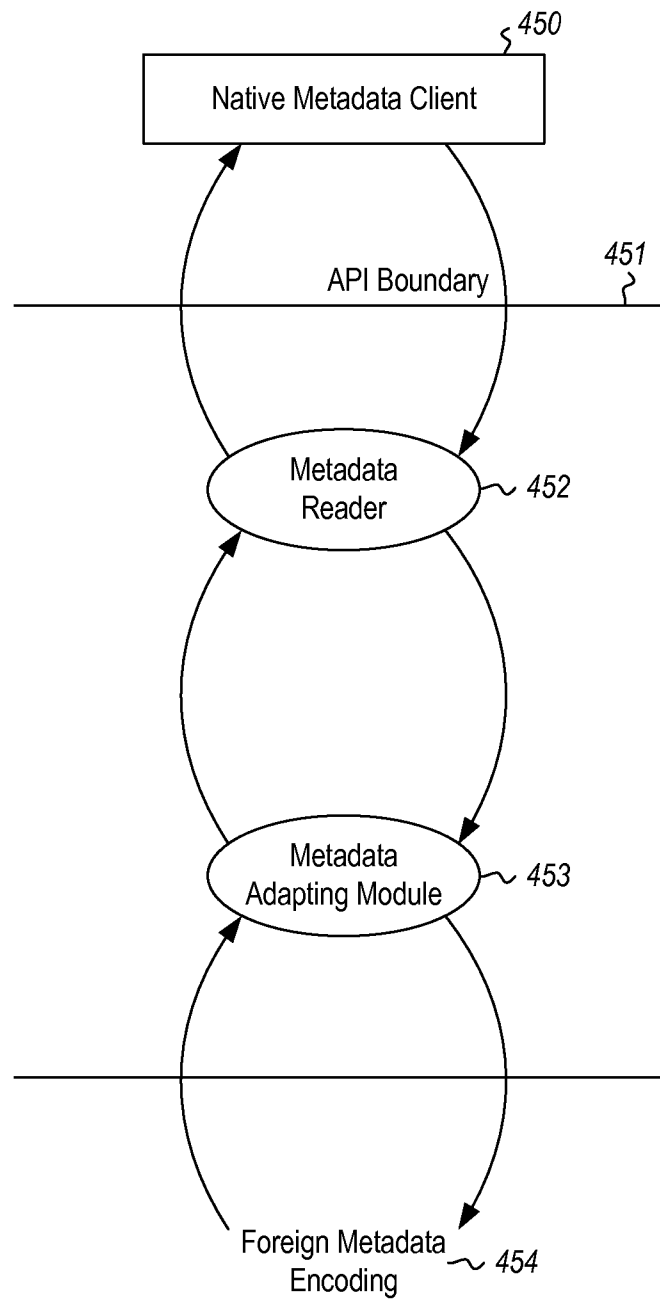 450
Native Metadata Client
API Boundary
451
Metadata
Reader
452
Metadata
Adapting Module
453
Foreign Metadata
Encoding
454